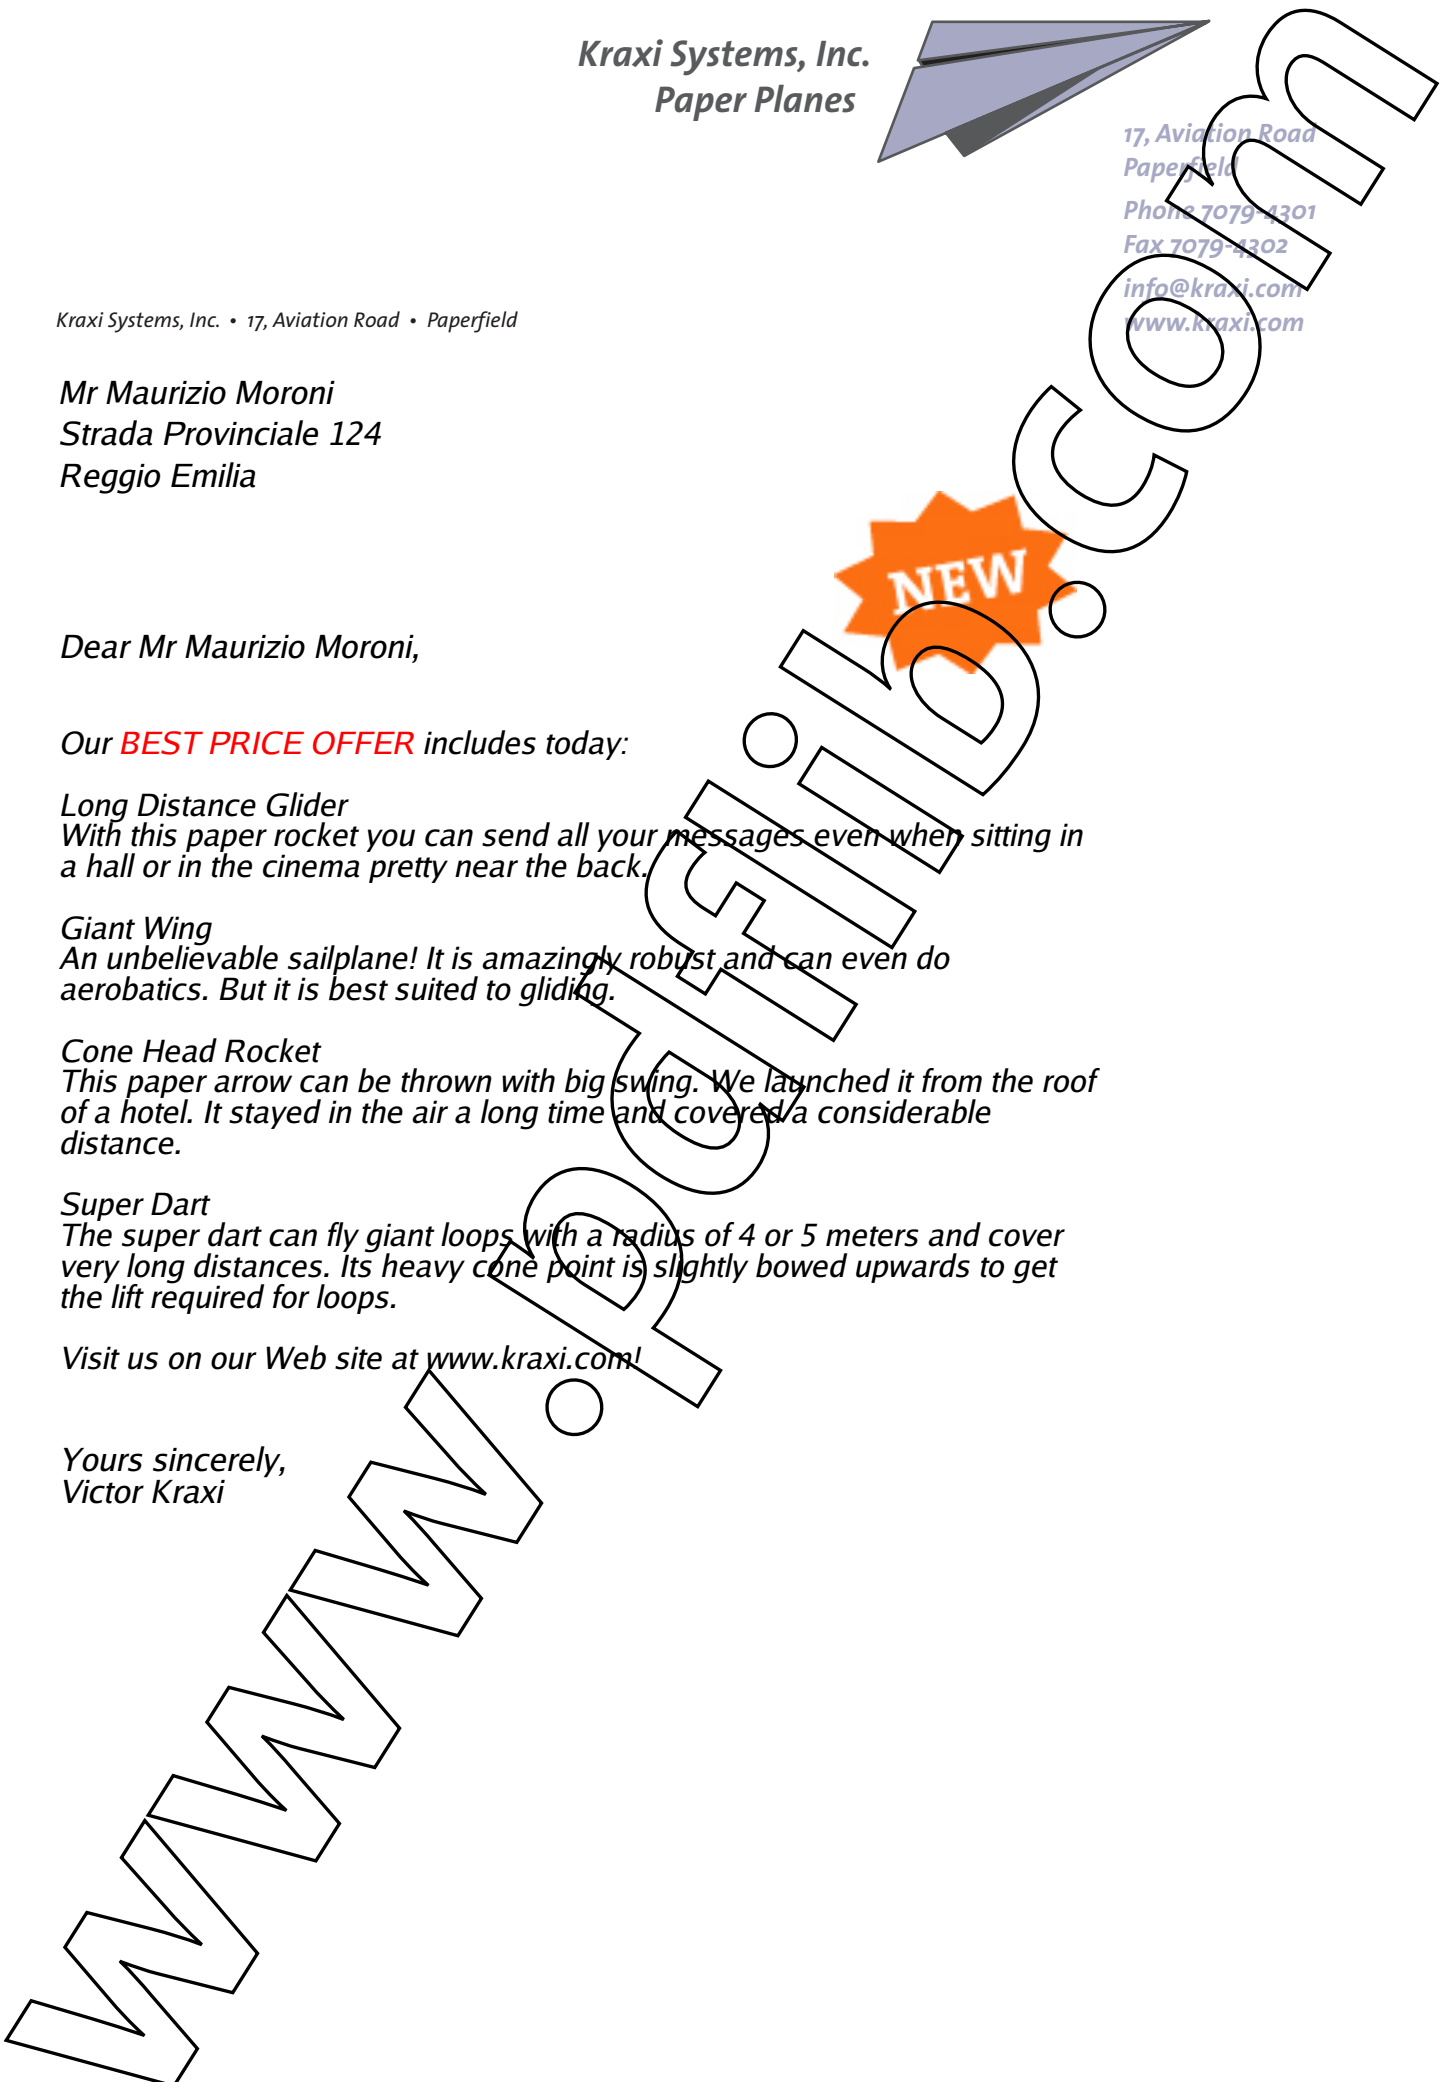 Kraxi Systems, Inc.
Paper Planes
17, Aviation Road
Paperfield
Phone 7079-4301
Fax 7079-4302
info@kraxi.com
www.kraxi.com
Kraxi Systems, Inc. • 17, Aviation Road • Paperfield
Mr Maurizio Moroni
Strada Provinciale 124
Reggio Emilia
NEW
Dear Mr Maurizio Moroni,
Our BEST PRICE OFFER includes today:
Long Distance Glider
With this paper rocket you can send all your messages even when sitting in
a hall or in the cinema pretty near the back.
Giant Wing
An unbelievable sailplane! It is amazingly robust and can even do
aerobatics. But it is best suited to gliding.
Cone Head Rocket
This paper arrow can be thrown with big swing. We launched it from the roof
of a hotel. It stayed in the air a long time and covered a considerable
distance.
Super Dart
The super dart can fly giant loops with a radius of 4 or 5 meters and cover
very long distances. Its heavy cone point is slightly bowed upwards to get
the lift required for loops.
Visit us on our Web site at www.kraxi.com!
Yours sincerely,
Victor Kraxi
www.pdflib.com